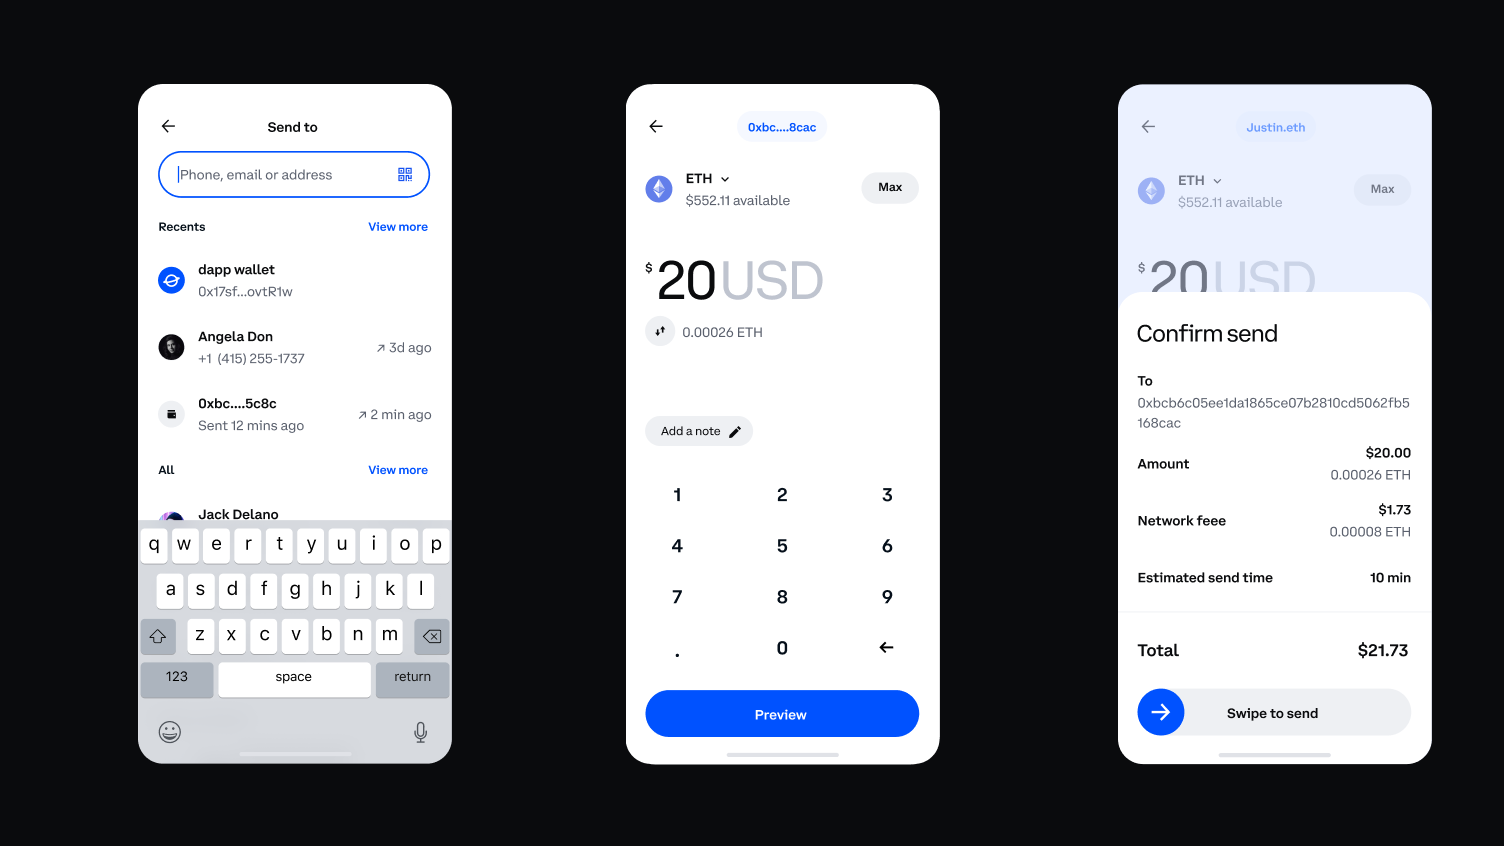 Send to
Phone, email or address
Recents
View more
dapp wallet
0x17sf...ovtR1w
Angela Don
+1 (415) 255-1737
↗ 3d ago
0xbc....5c8c
Sent 12 mins ago
↗ 2 min ago
All
View more
Jack Delano
q w e r t y u i o p
a s d f g h j k l
z x c v b n m
123 space return
0xbc....8cac
ETH
$552.11 available
Max
$ 20 USD
0.00026 ETH
Add a note
1 2 3
4 5 6
7 8 9
. 0
Preview
Justin.eth
ETH
$552.11 available
Max
$ 20 USD
Confirm send
To
0xbcb6c05ee1da1865ce07b2810cd5062fb5
168cac
Amount
$20.00
0.00026 ETH
Network feee
$1.73
0.00008 ETH
Estimated send time
10 min
Total
$21.73
Swipe to send